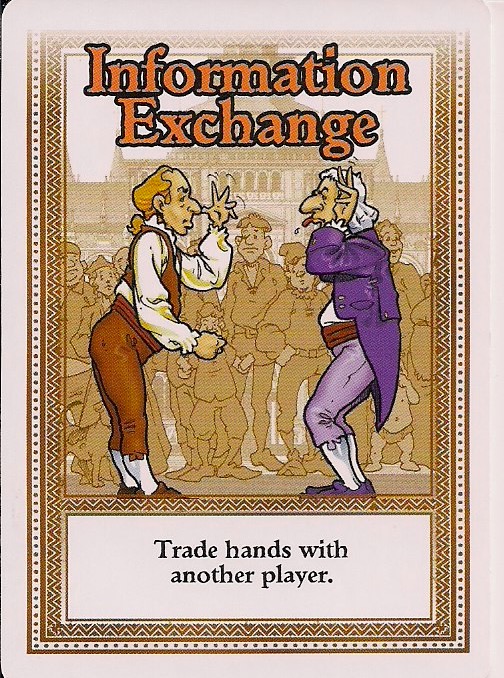 Information
Exchange
Trade hands with
another player.